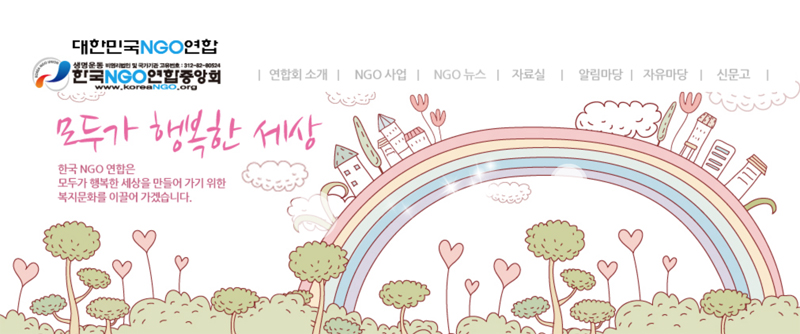 대한민국NGO연합
생명운동 비영리법인 및 국가기관 고유번호 : 312-82-80524
한국NGO연합중앙회
www.koreaNGO.org
| 연합회 소개 | NGO 사업 | NGO 뉴스 | 자료실 | 알림마당 | 자유마당 | 신문고 |
모두가 행복한 세상
한국 NGO 연합은
모두가 행복한 세상을 만들어 가기 위한
복지문화를 이끌어 가겠습니다.